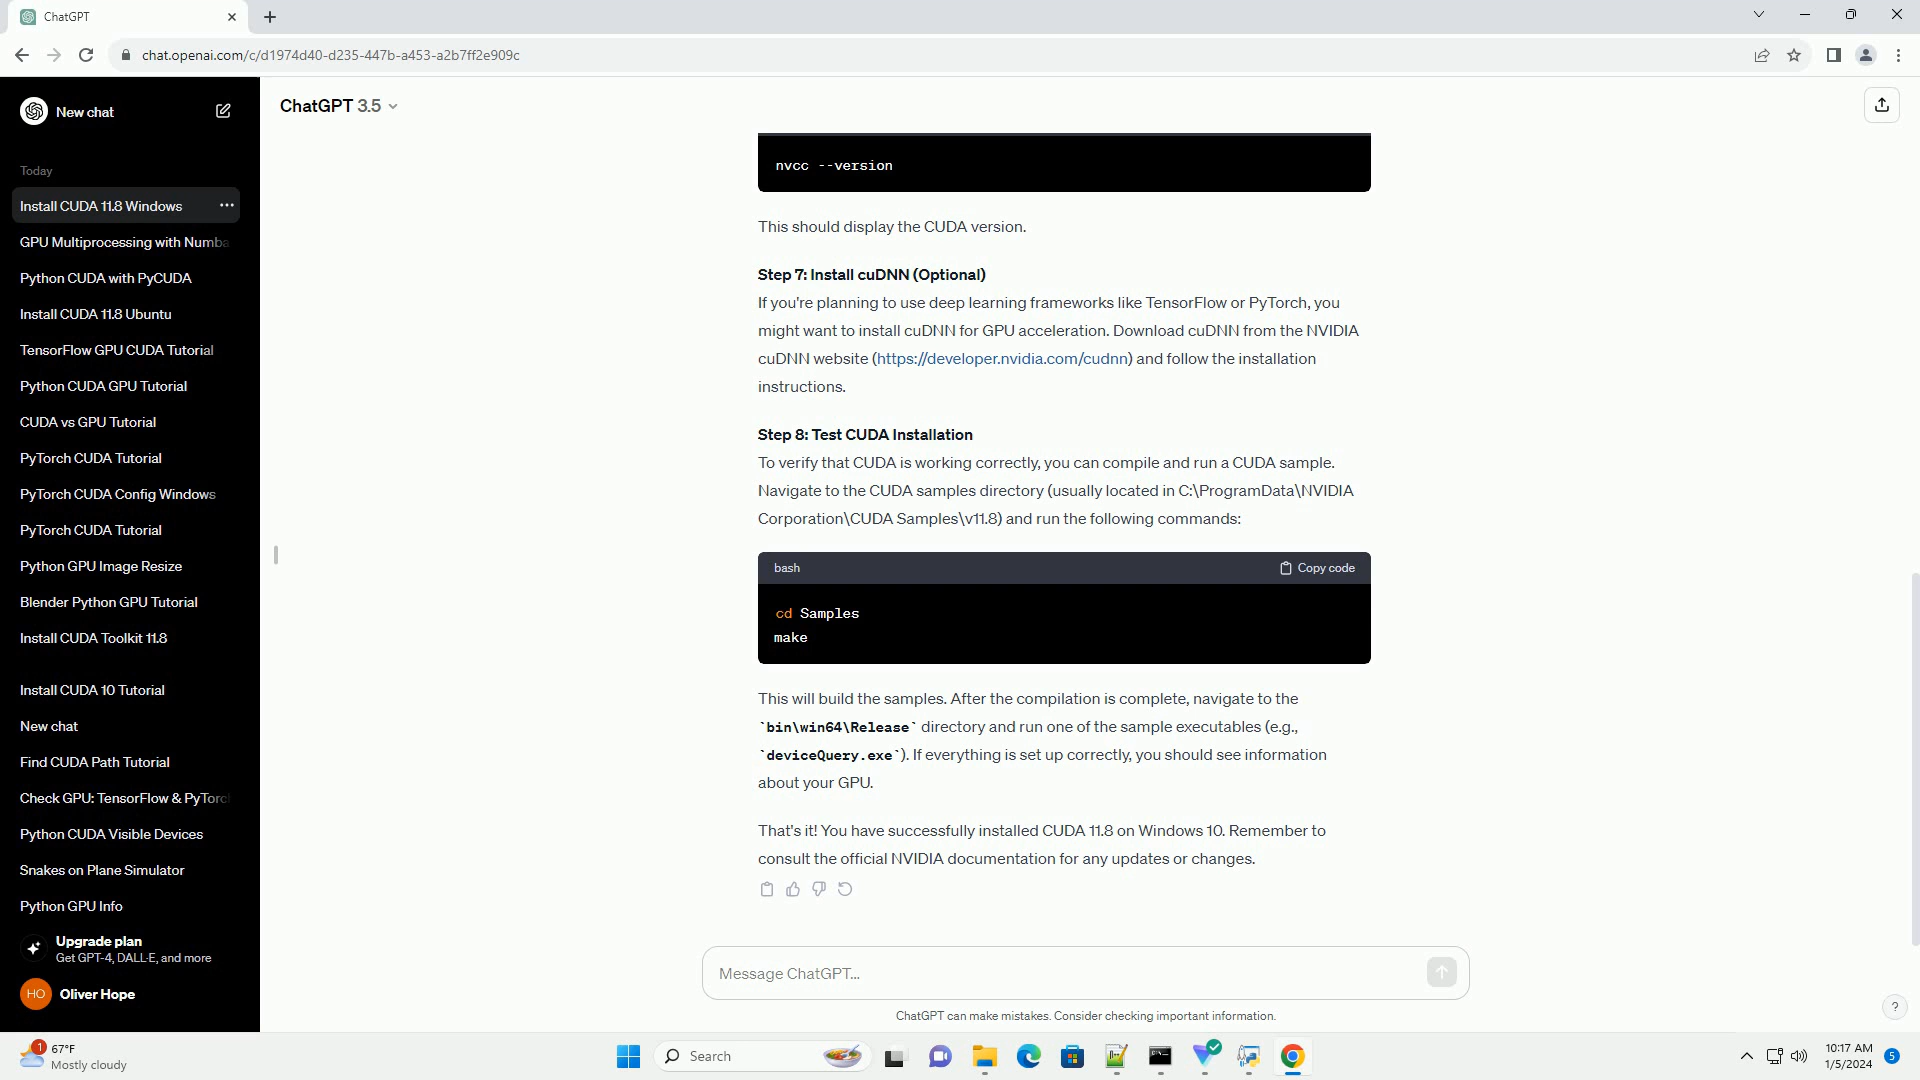 ChatGPT
chat.openai.com/c/d1974d40-d235-447b-a453-a2b7ff2e909c
New chat
Today
Install CUDA 11.8 Windows
GPU Multiprocessing with Numba
Python CUDA with PyCUDA
Install CUDA 11.8 Ubuntu
TensorFlow GPU CUDA Tutorial
Python CUDA GPU Tutorial
CUDA vs GPU Tutorial
PyTorch CUDA Tutorial
PyTorch CUDA Config Windows
PyTorch CUDA Tutorial
Python GPU Image Resize
Blender Python GPU Tutorial
Install CUDA Toolkit 11.8
Install CUDA 10 Tutorial
New chat
Find CUDA Path Tutorial
Check GPU: TensorFlow & PyTorc
Python CUDA Visible Devices
Snakes on Plane Simulator
Python GPU Info
Upgrade plan
Get GPT-4, DALL·E, and more
HO
Oliver Hope
ChatGPT 3.5
nvcc --version
This should display the CUDA version.
Step 7: Install cuDNN (Optional)
If you're planning to use deep learning frameworks like TensorFlow or PyTorch, you
might want to install cuDNN for GPU acceleration. Download cuDNN from the NVIDIA
cuDNN website (https://developer.nvidia.com/cudnn) and follow the installation
instructions.
Step 8: Test CUDA Installation
To verify that CUDA is working correctly, you can compile and run a CUDA sample.
Navigate to the CUDA samples directory (usually located in C:\ProgramData\NVIDIA
Corporation\CUDA Samples\v11.8) and run the following commands:
bash
Copy code
cd Samples
make
This will build the samples. After the compilation is complete, navigate to the
`bin\win64\Release` directory and run one of the sample executables (e.g.,
`deviceQuery.exe`). If everything is set up correctly, you should see information
about your GPU.
That's it! You have successfully installed CUDA 11.8 on Windows 10. Remember to
consult the official NVIDIA documentation for any updates or changes.
Message ChatGPT...
ChatGPT can make mistakes. Consider checking important information.
?
1
67°F
Mostly cloudy
Search
10:17 AM
1/5/2024
5